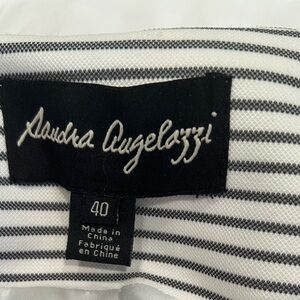 Sandra Angelozzi
40
Made in
China
Fabriqué
en Chine